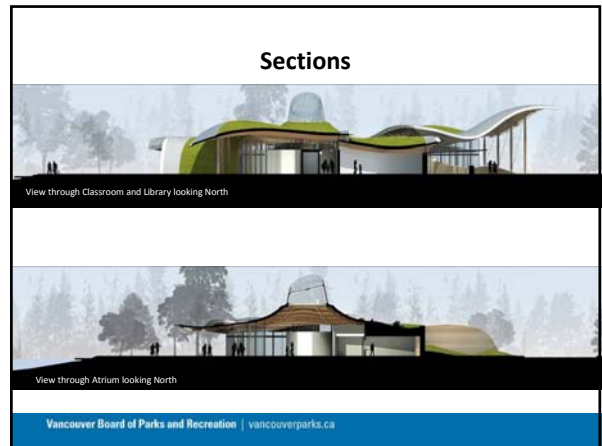 Sections
View through Classroom and Library looking North
View through Atrium looking North
Vancouver Board of Parks and Recreation | vancouverparks.ca